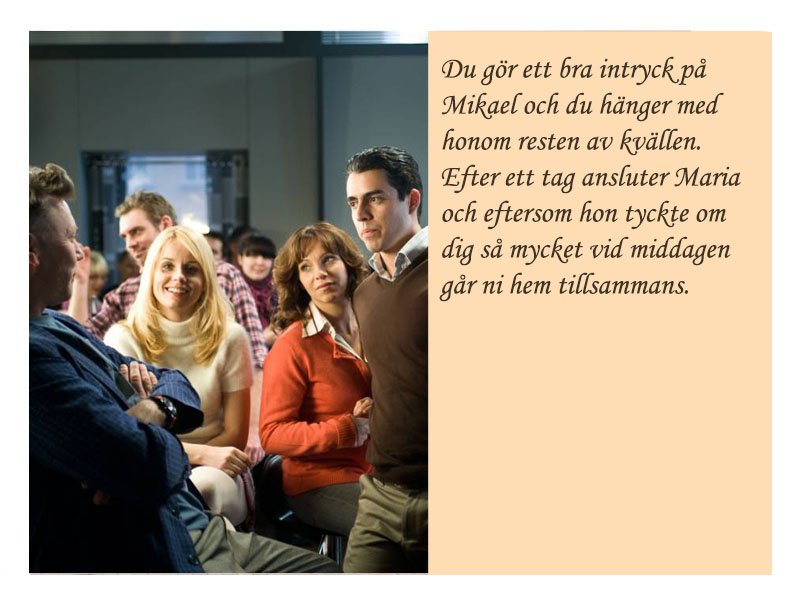 Du gör ett bra intryck på
Mikael och du hänger med
honom resten av kvällen.
Efter ett tag ansluter Maria
och eftersom hon tyckte om
dig så mycket vid middagen
går ni hem tillsammans.